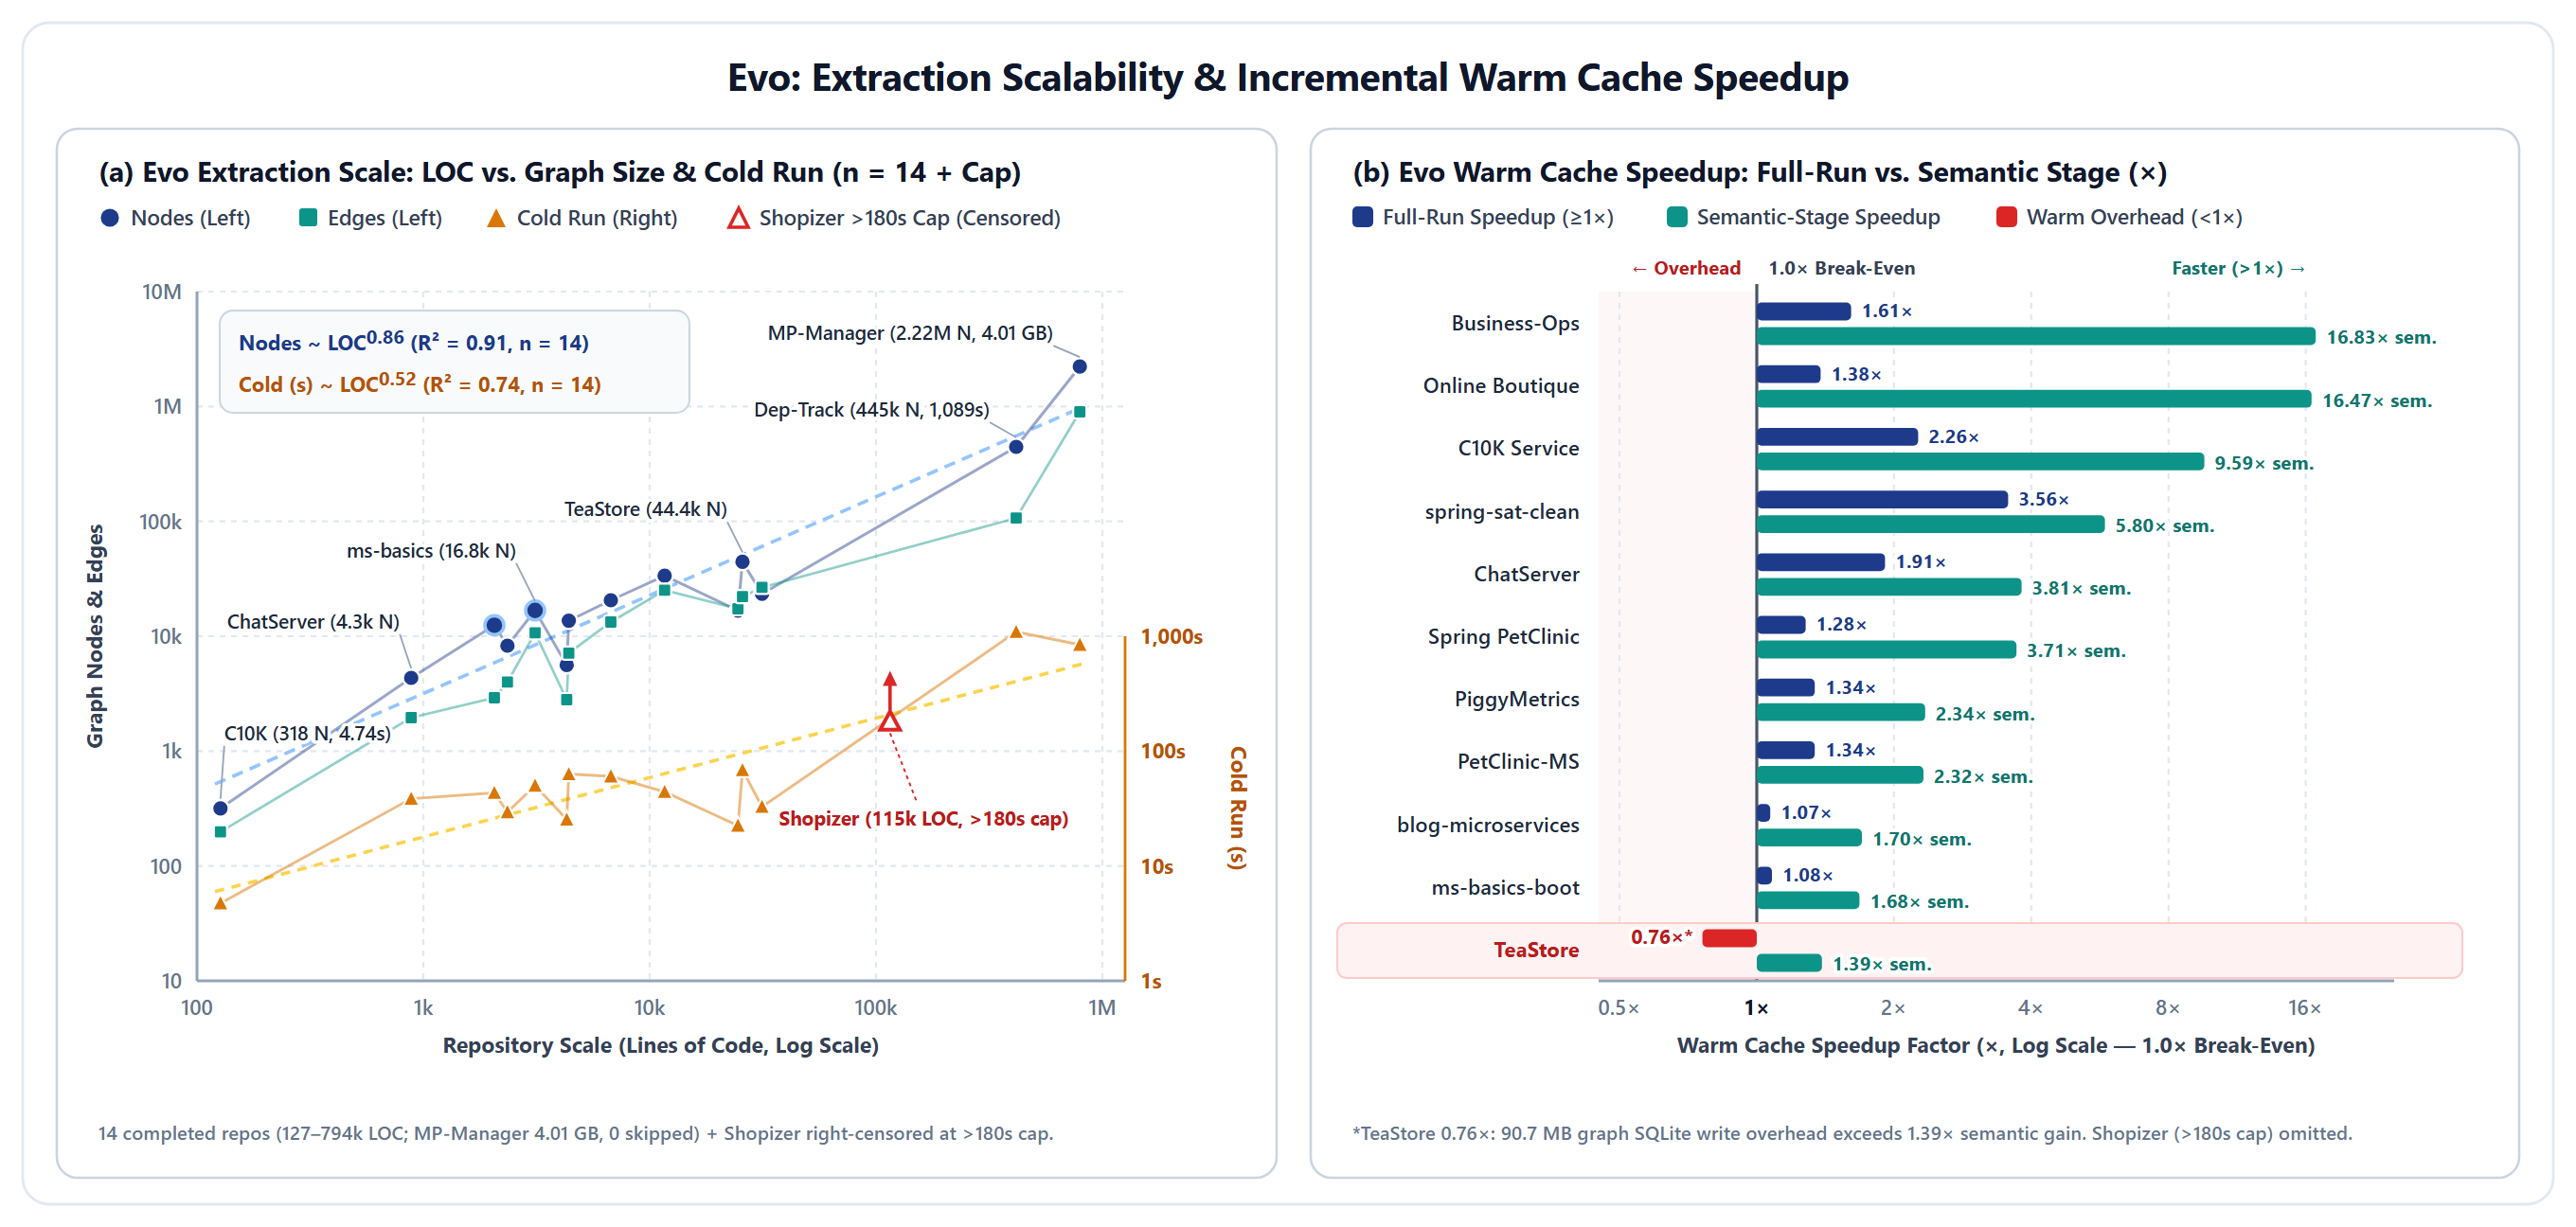 Evo: Extraction Scalability & Incremental Warm Cache Speedup
(a) Evo Extraction Scale: LOC vs. Graph Size & Cold Run (n = 14 + Cap)
Nodes (Left) Edges (Left) Cold Run (Right) Shopizer >180s Cap (Censored)
10M
1M
100k
10k
1k
100
10
Graph Nodes & Edges
Nodes ~ LOC^0.86 (R² = 0.91, n = 14)
Cold (s) ~ LOC^0.52 (R² = 0.74, n = 14)
MP-Manager (2.22M N, 4.01 GB)
Dep-Track (445k N, 1,089s)
TeaStore (44.4k N)
ms-basics (16.8k N)
ChatServer (4.3k N)
C10K (318 N, 4.74s)
Shopizer (115k LOC, >180s cap)
1,000s
100s
10s
1s
Cold Run (s)
100 1k 10k 100k 1M
Repository Scale (Lines of Code, Log Scale)
14 completed repos (127–794k LOC; MP-Manager 4.01 GB, 0 skipped) + Shopizer right-censored at >180s cap.
(b) Evo Warm Cache Speedup: Full-Run vs. Semantic Stage (×)
Full-Run Speedup (≥1×) Semantic-Stage Speedup Warm Overhead (<1×)
← Overhead 1.0× Break-Even Faster (>1×) →
Business-Ops 1.61×
16.83× sem.
Online Boutique 1.38×
16.47× sem.
C10K Service 2.26×
9.59× sem.
spring-sat-clean 3.56×
5.80× sem.
ChatServer 1.91×
3.81× sem.
Spring PetClinic 1.28×
3.71× sem.
PiggyMetrics 1.34×
2.34× sem.
PetClinic-MS 1.34×
2.32× sem.
blog-microservices 1.07×
1.70× sem.
ms-basics-boot 1.08×
1.68× sem.
TeaStore 0.76×*
1.39× sem.
0.5× 1× 2× 4× 8× 16×
Warm Cache Speedup Factor (×, Log Scale — 1.0× Break-Even)
*TeaStore 0.76×: 90.7 MB graph SQLite write overhead exceeds 1.39× semantic gain. Shopizer (>180s cap) omitted.